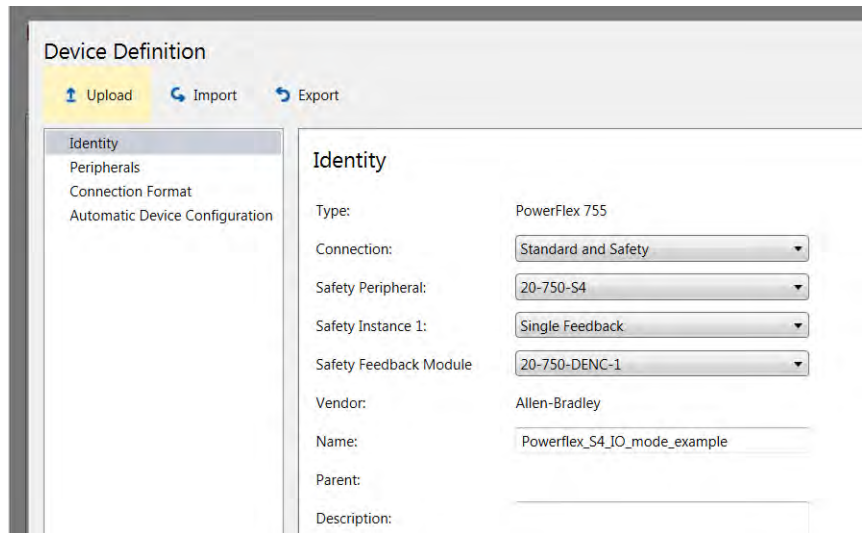 Device Definition
Upload Import Export
Identity
Peripherals
Connection Format
Automatic Device Configuration
Identity
Type: PowerFlex 755
Connection: Standard and Safety
Safety Peripheral: 20-750-S4
Safety Instance 1: Single Feedback
Safety Feedback Module 20-750-DENC-1
Vendor: Allen-Bradley
Name: Powerflex_S4_IO_mode_example
Parent:
Description: